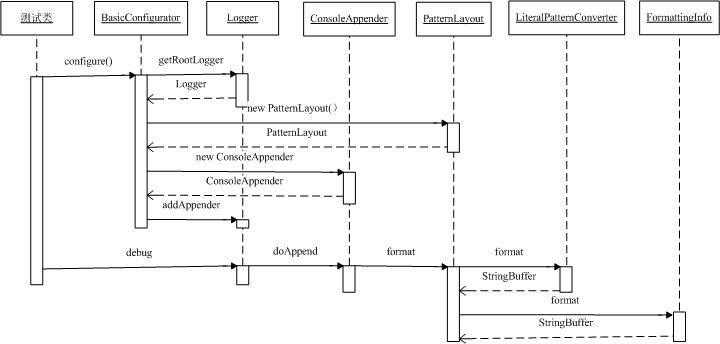 测试类
BasicConfigurator
Logger
ConsoleAppender
PatternLayout
LiteralPatternConverter
FormattingInfo
configure()
getRootLogger
Logger
new PatternLayout(）
PatternLayout
new ConsoleAppender
ConsoleAppender
addAppender
debug
doAppend
format
format
StringBuffer
format
StringBuffer